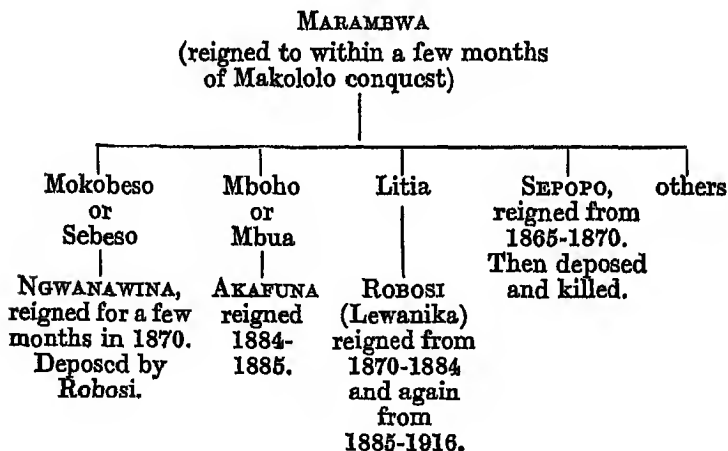 MARAMBWA
(reigned to within a few months
of Makololo conquest)
Mokobeso
or
Sebeso
NGWANAWINA,
reigned for a few
months in 1870.
Deposed by
Robosi.
Mboho
or
Mbua
AKAFUNA
reigned
1884-
1885.
Litia
ROBOSI
(Lewanika)
reigned from
1870-1884
and again
from
1885-1916.
SEPOPO,
reigned from
1865-1870.
Then deposed
and killed.
others